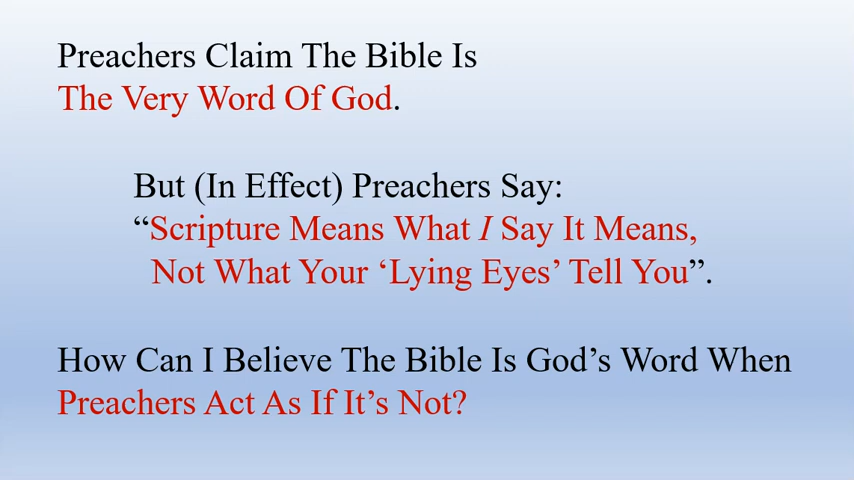 Preachers Claim The Bible Is
The Very Word Of God.
But (In Effect) Preachers Say:
“Scripture Means What I Say It Means,
Not What Your ‘Lying Eyes’ Tell You”.
How Can I Believe The Bible Is God’s Word When
Preachers Act As If It’s Not?